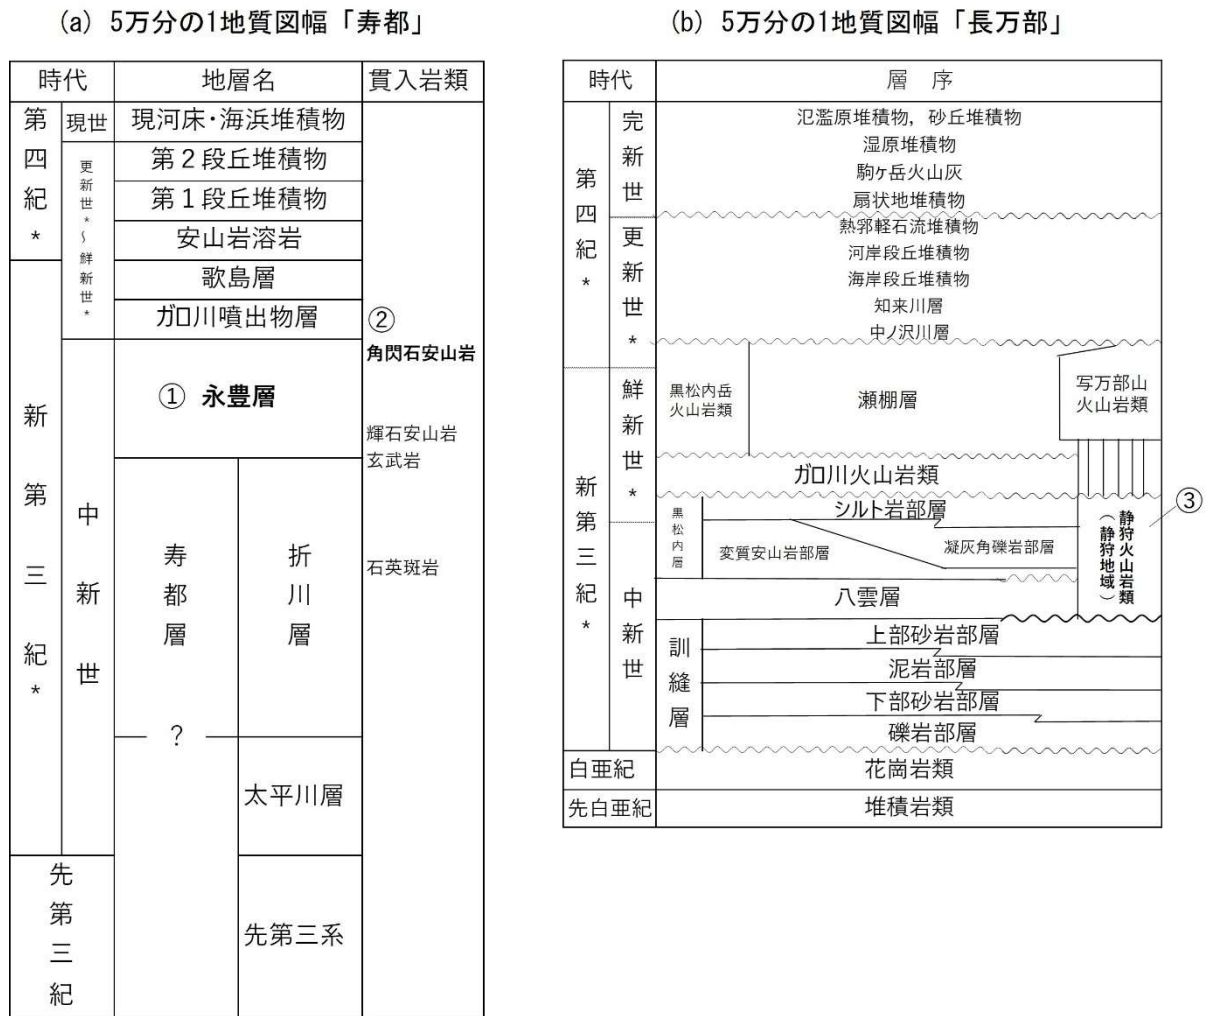 (a) 5万分の1地質図幅「寿都」
時代 地層名 貫入岩類
第四紀*
現世
現河床・海浜堆積物
更新世*～鮮新世*
第２段丘堆積物
第１段丘堆積物
安山岩溶岩
新第三紀*
歌島層
ガロ川噴出物層
②
角閃石安山岩
中新世
① 永豊層
輝石安山岩
玄武岩
寿都層
折川層
石英斑岩
?
太平川層
先第三紀
先第三系
(b) 5万分の1地質図幅「長万部」
時代 層 序
第四紀*
完新世
氾濫原堆積物，砂丘堆積物
湿原堆積物
駒ヶ岳火山灰
扇状地堆積物
更新世*
熱郛軽石流堆積物
河岸段丘堆積物
海岸段丘堆積物
知来川層
中ノ沢川層
新第三紀*
鮮新世*
黒松内岳
火山岩類
瀬棚層
写万部山
火山岩類
ガロ川火山岩類
中新世
黒松内層
シルト岩部層
変質安山岩部層
凝灰角礫岩部層
静狩火山岩類
（静狩地域）
③
八雲層
訓縫層
上部砂岩部層
泥岩部層
下部砂岩部層
礫岩部層
白亜紀
花崗岩類
先白亜紀
堆積岩類